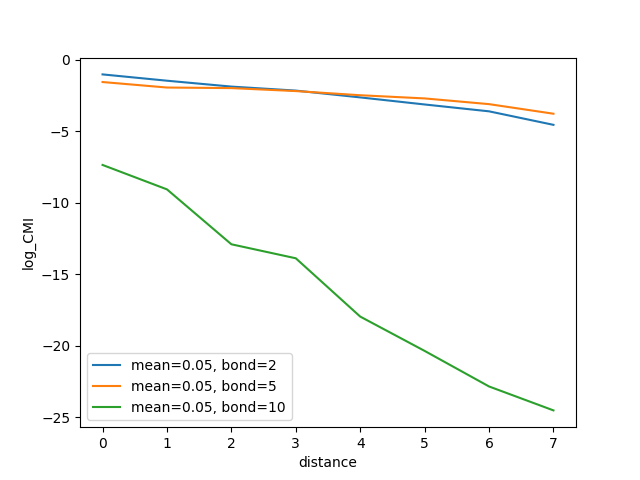 0
−5
−10
−15
−20
−25
log_CMI
mean=0.05, bond=2
mean=0.05, bond=5
mean=0.05, bond=10
0 1 2 3 4 5 6 7
distance